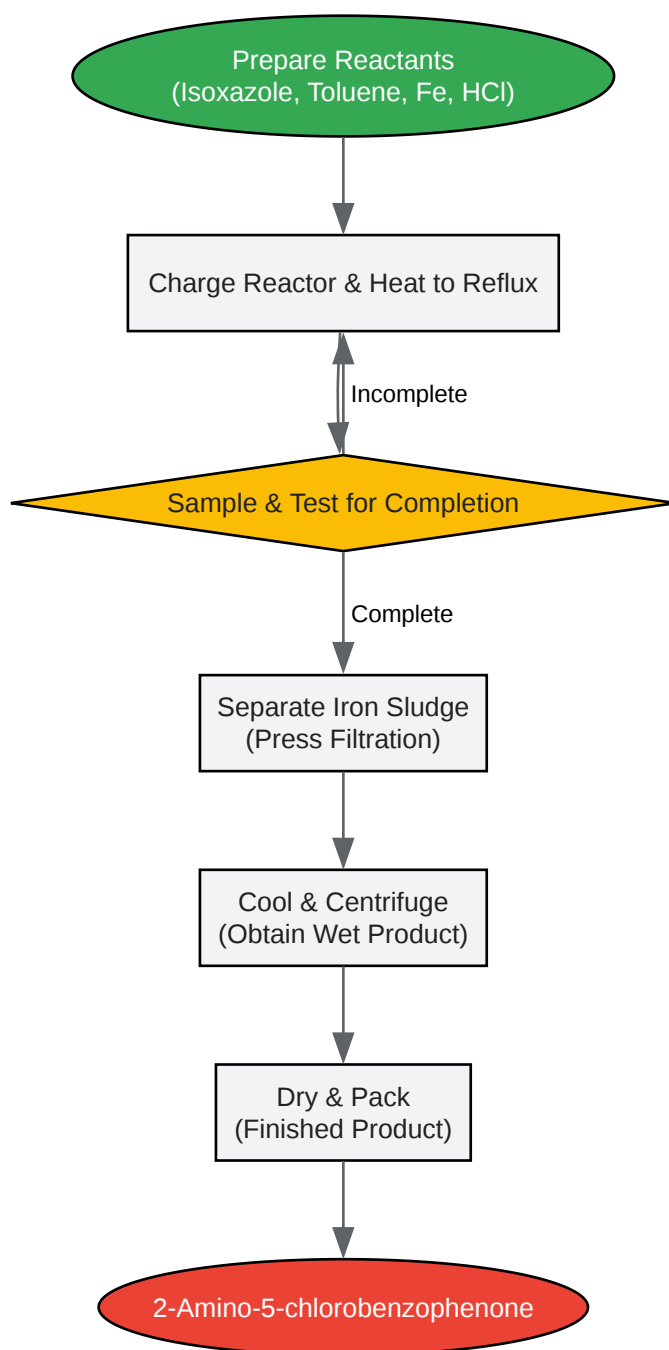 Prepare Reactants
(Isoxazole, Toluene, Fe, HCl)
Charge Reactor & Heat to Reflux
Incomplete
Sample & Test for Completion
Complete
Separate Iron Sludge
(Press Filtration)
Cool & Centrifuge
(Obtain Wet Product)
Dry & Pack
(Finished Product)
2-Amino-5-chlorobenzophenone